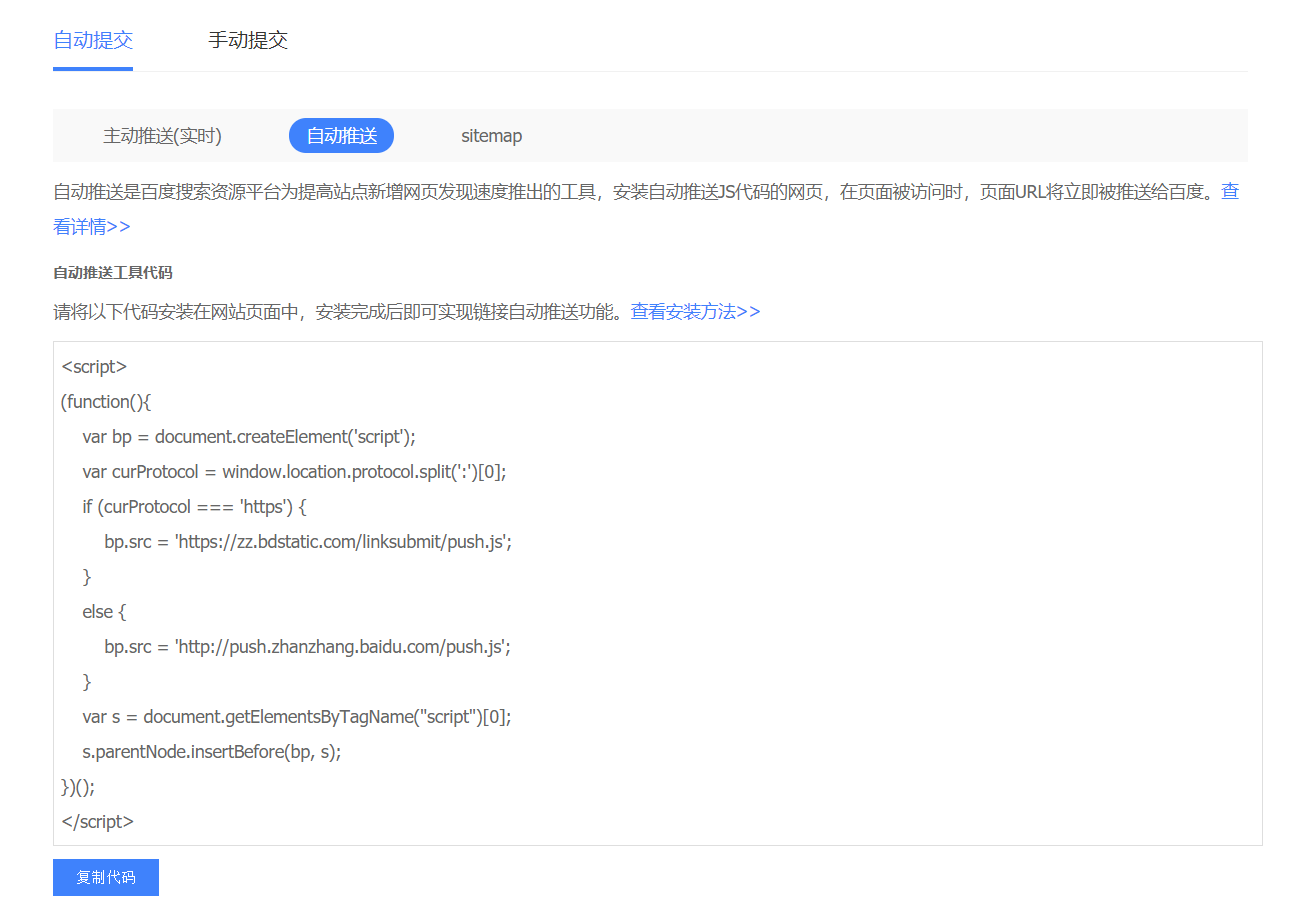 自动提交 手动提交
主动推送(实时) 自动推送 sitemap
自动推送是百度搜索资源平台为提高站点新增网页发现速度推出的工具，安装自动推送JS代码的网页，在页面被访问时，页面URL将立即被推送给百度。查
看详情>>
自动推送工具代码
请将以下代码安装在网站页面中，安装完成后即可实现链接自动推送功能。查看安装方法>>
<script>
(function(){
    var bp = document.createElement('script');
    var curProtocol = window.location.protocol.split(':')[0];
    if (curProtocol === 'https') {
        bp.src = 'https://zz.bdstatic.com/linksubmit/push.js';
    }
    else {
        bp.src = 'http://push.zhanzhang.baidu.com/push.js';
    }
    var s = document.getElementsByTagName("script")[0];
    s.parentNode.insertBefore(bp, s);
})();
</script>
复制代码